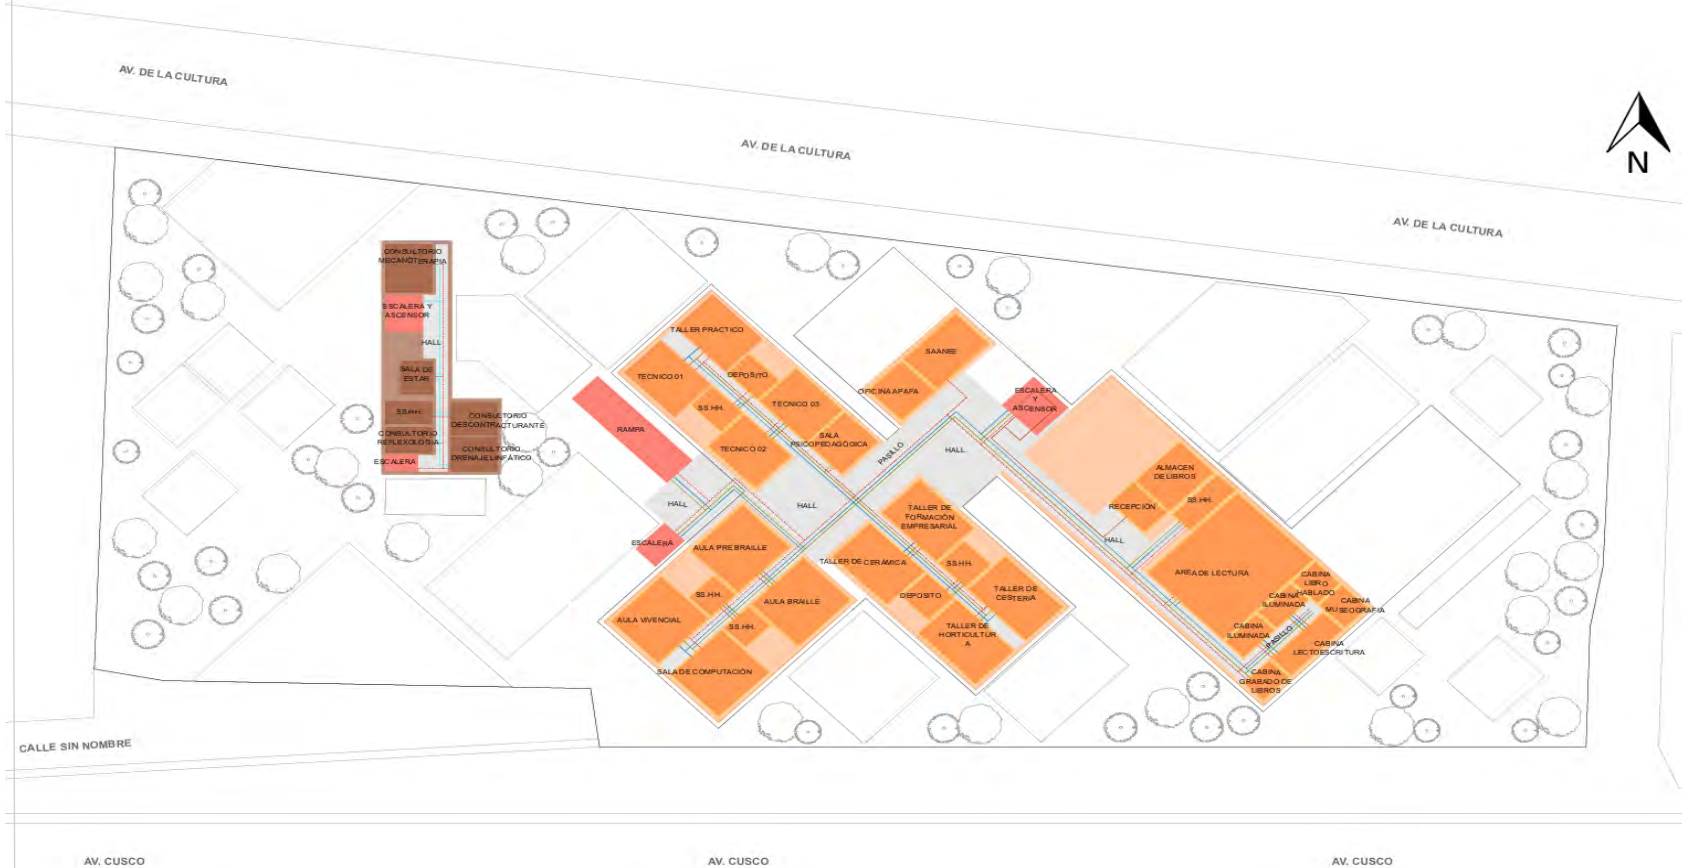 AV. DE LA CULTURA
AV. DE LA CULTURA
AV. DE LA CULTURA
N
CONSULTORIO
MECANOTERAPIA
ESCALERA Y
ASCENSOR
HALL
SALA DE
ESTAR
SS.HH.
CONSULTORIO
REFLEXOLOGIA
ESCALERA
CONSULTORIO
DESCONTRACTURANTE
CONSULTORIO
DRENAJE LINFÁTICO
TALLER PRACTICO
TECNICO 01
DEPOSITO
SS.HH.
TECNICO 03
TECNICO 02
SALA
PSICOPEDAGÓGICA
RAMPA
HALL
ESCALERA
HALL
SAANEE
OFICINA APAPA
PASILLO
HALL
ESCALERA
Y
ASCENSOR
AULA PREBRAILLE
SS.HH.
AULA BRAILLE
AULA VIVENCIAL
SS.HH.
SALA DE COMPUTACIÓN
TALLER DE
FORMACIÓN
EMPRESARIAL
TALLER DE CERÁMICA
SS.HH.
DEPOSITO
TALLER DE
CESTERIA
TALLER DE
HORTICULTUR
A
ALMACEN
DE LIBROS
SS.HH.
RECEPCIÓN
HALL
AREA DE LECTURA
CABINA
LIBRO
HABLADO
CABINA
ILUMINADA
CABINA
MUSEOGRAFIA
CABINA
ILUMINADA
PASILLO
CABINA
LECTOESCRITURA
CABINA
GRABADO DE
LIBROS
CALLE SIN NOMBRE
AV. CUSCO
AV. CUSCO
AV. CUSCO